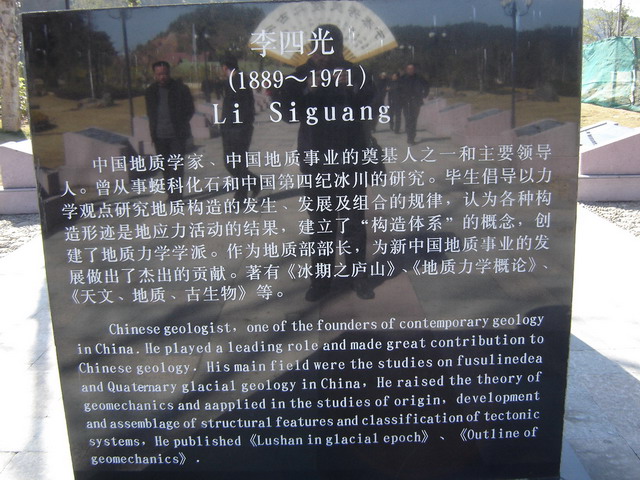 李四光
(1889～1971)
Li Siguang
中国地质学家、中国地质事业的奠基人之一和主要领导
人。曾从事蜓科化石和中国第四纪冰川的研究。毕生倡导以力
学观点研究地质构造的发生、发展及组合的规律，认为各种构
造形迹是地应力活动的结果，建立了“构造体系”的概念，创
建了地质力学学派。作为地质部部长，为新中国地质事业的发
展做出了杰出的贡献。著有《冰期之庐山》、《地质力学概论》、
《天文、地质、古生物》等。
Chinese geologist, one of the founders of contemporary geology
in China. He played a leading role and made great contribution to
Chinese geology. His main field were the studies on fusulinedea
and Quaternary glacial geology in China, He raised the theory of
geomechanics and aapplied in the studies of origin, development
and assemblage of structural features and classification of tectonic
systems, He published《Lushan in glacial epoch》、《Outline of
geomechanics》.